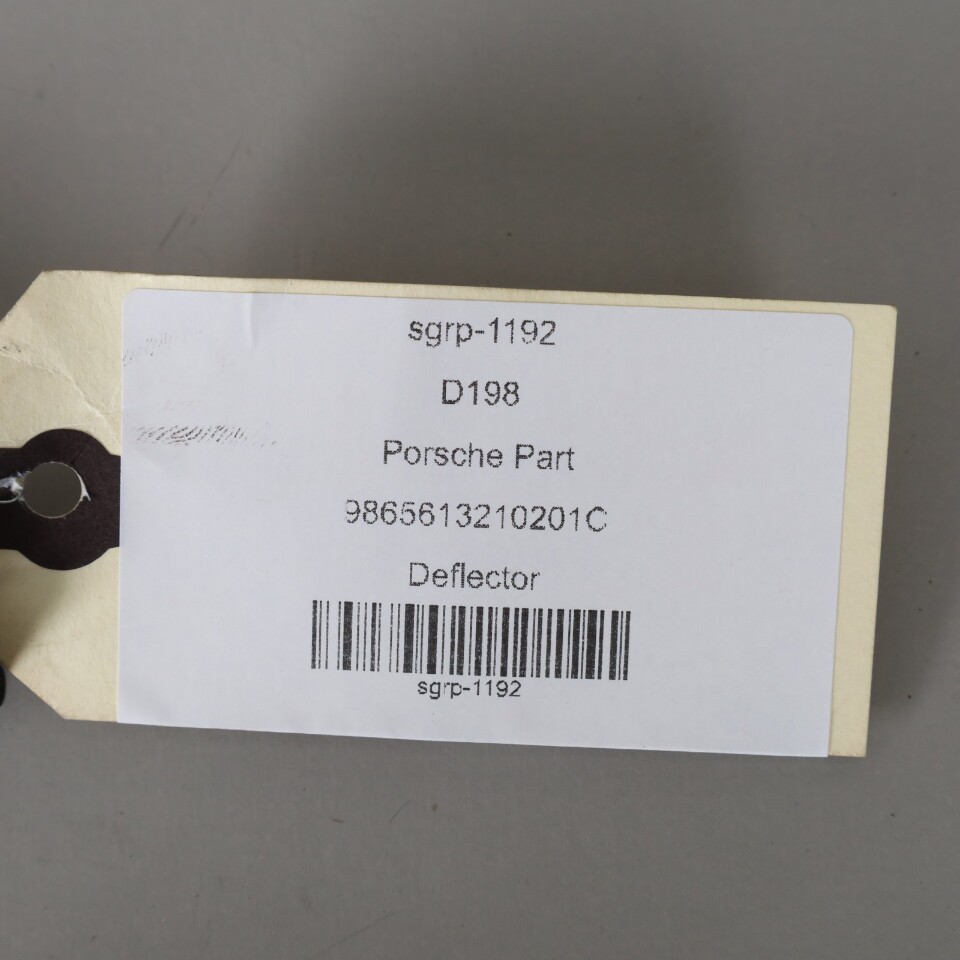 sgrp-1192
D198
Porsche Part
9865613210201C
Deflector
sgrp-1192